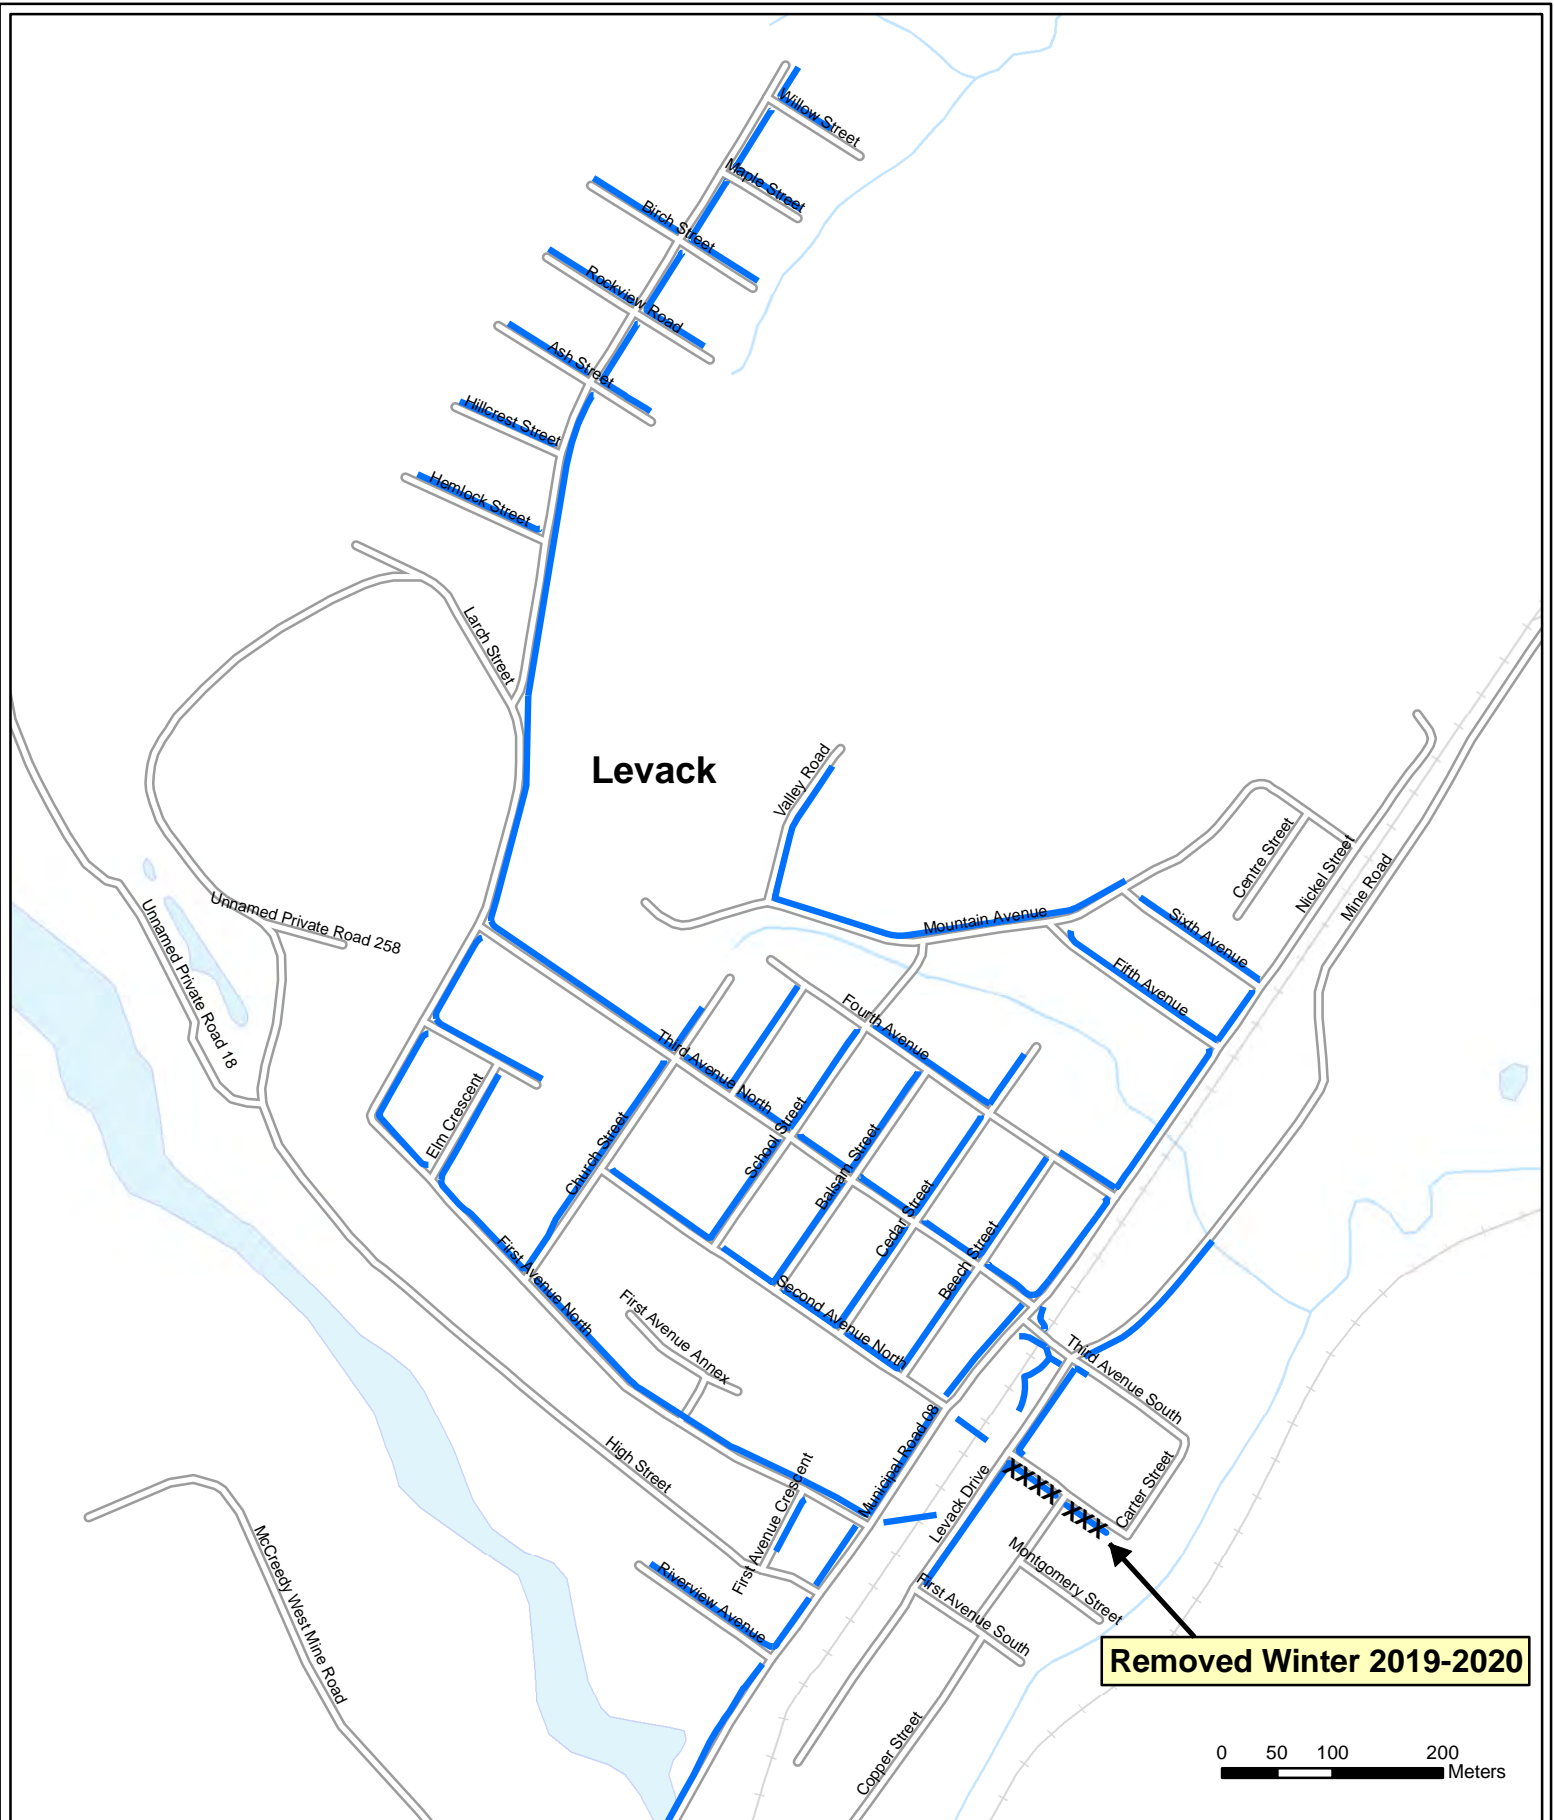 Willow Street
Maple Street
Birch Street
Rockview Road
Ash Street
Hillcrest Street
Hemlock Street
Larch Street
Levack
Valley Road
Centre Street
Nickel Street
Mine Road
Unnamed Private Road 258
Unnamed Private Road 18
Mountain Avenue
Sixth Avenue
Fifth Avenue
Fourth Avenue
Third Avenue North
Elm Crescent
Church Street
School Street
Balsam Street
Cedar Street
Beech Street
First Avenue North
Second Avenue North
First Avenue Annex
Third Avenue South
High Street
Municipal Road 08
First Avenue Crescent
Levack Drive
XXXX XXX
Carter Street
Montgomery Street
First Avenue South
Riverview Avenue
McCreedy West Mine Road
Removed Winter 2019-2020
Copper Street
0 50 100 200
Meters